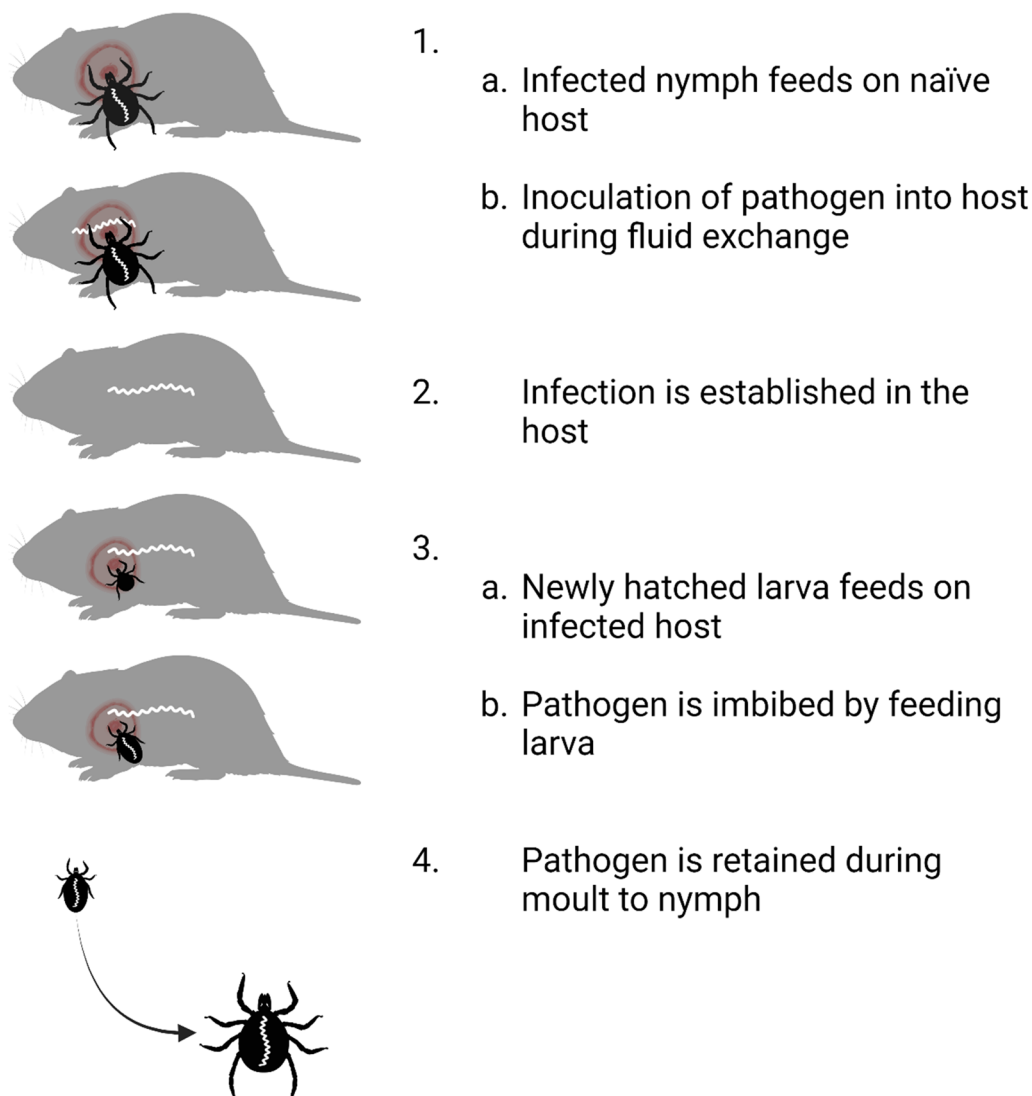 1.
a. Infected nymph feeds on naïve
host
b. Inoculation of pathogen into host
during fluid exchange
2. Infection is established in the
host
3.
a. Newly hatched larva feeds on
infected host
b. Pathogen is imbibed by feeding
larva
4. Pathogen is retained during
moult to nymph